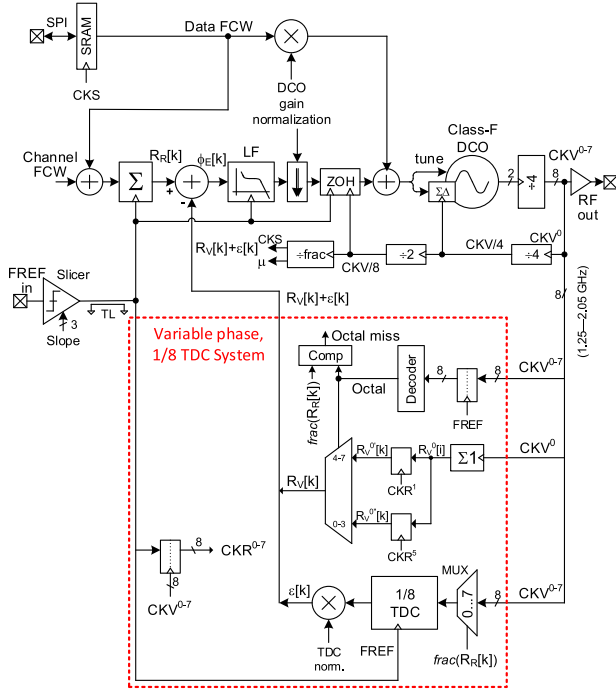 SPI
SRAM
CKS
Data FCW
DCO
gain
normalization
Class-F
DCO
Channel
FCW
Σ
R_R[k]
-
ϕ_E[k]
LF
ZOH
tune
ΣΔ
2
÷4
8
CKV^0-7
RF
out
R_V[k]+ε[k]
CKS
μ
÷frac
CKV/8
÷2
CKV/4
÷4
CKV^0
FREF
in
Slicer
3
Slope
TL
R_V[k]+ε[k]
8
(1.25—2.05 GHz)
Variable phase,
1/8 TDC System
Octal miss
Comp
frac(R_R[k])
Octal
Decoder
8
8
FREF
8
CKV^0-7
R_V[k]
4-7
0-3
R_V^0'[k]
CKR^1
R_V^0[i]
Σ1
CKV^0
R_V^0"[k]
CKR^5
8
CKR^0-7
8
CKV^0-7
ε[k]
TDC
norm.
1/8
TDC
FREF
MUX
0...7
8
CKV^0-7
frac(R_R[k])